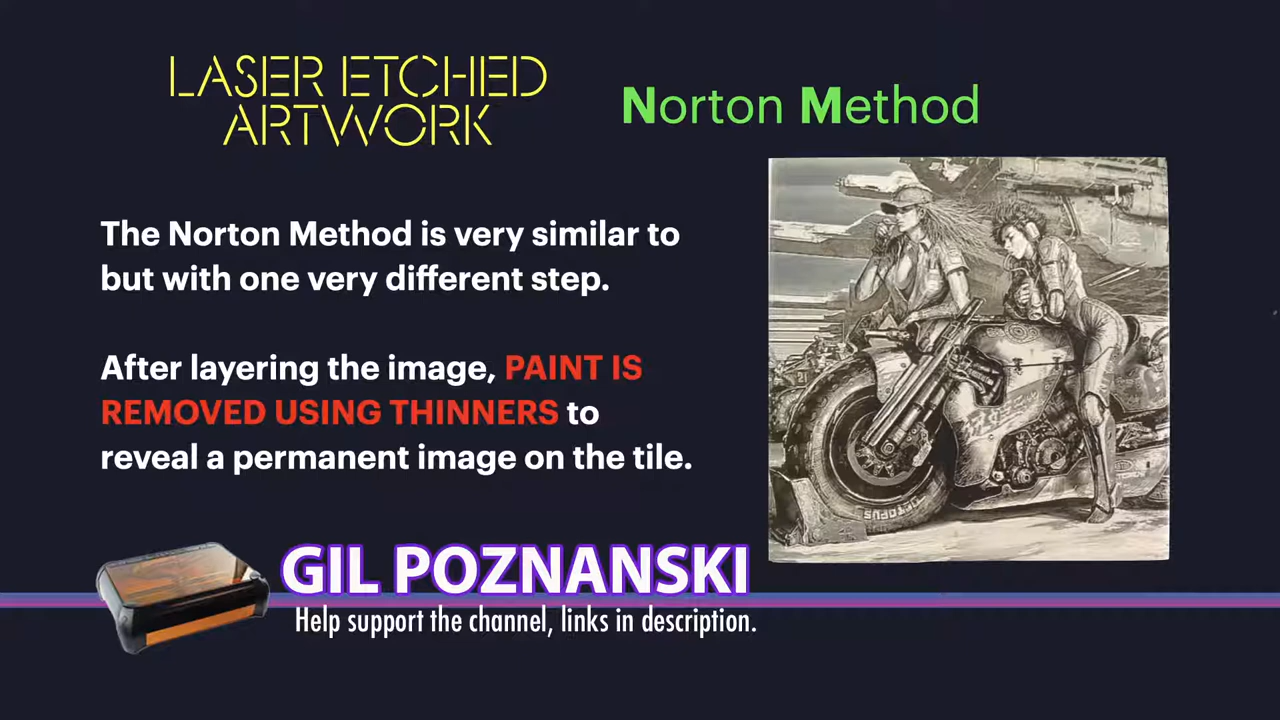 LASER ETCHED
ARTWORK
Norton Method
The Norton Method is very similar to
but with one very different step.
After layering the image, PAINT IS
REMOVED USING THINNERS to
reveal a permanent image on the tile.
GIL POZNANSKI
Help support the channel, links in description.